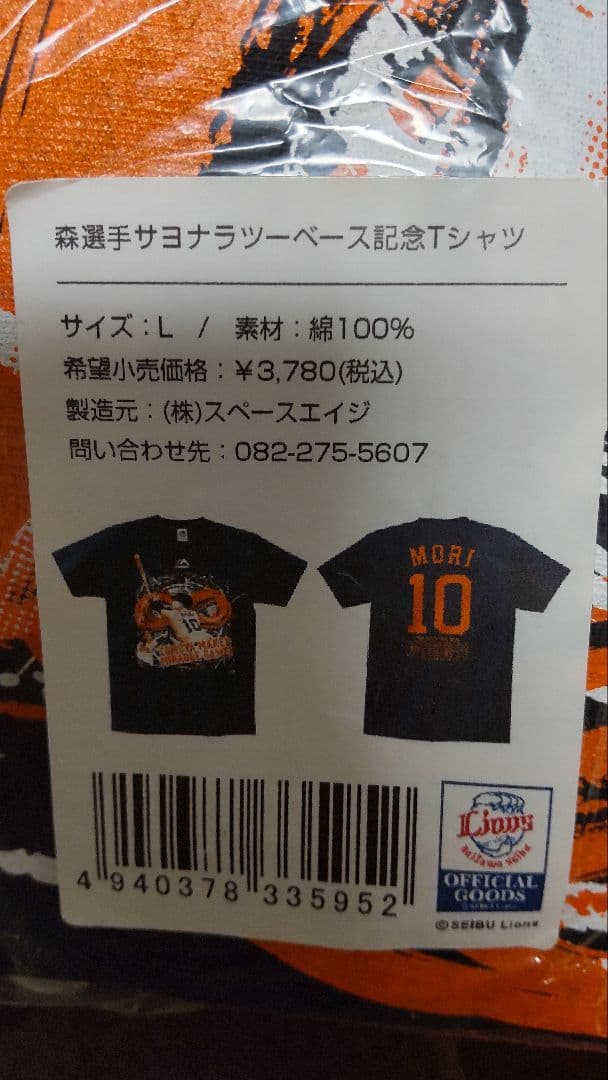 森選手サヨナラツーベース記念Tシャツ
サイズ：L / 素材：綿100%
希望小売価格：￥3,780(税込)
製造元：(株)スペースエイジ
問い合わせ先：082-275-5607
MORI
10
10
4 940378 335952
Lions
saitama seibu
OFFICIAL
GOODS
©SEIBU Lions